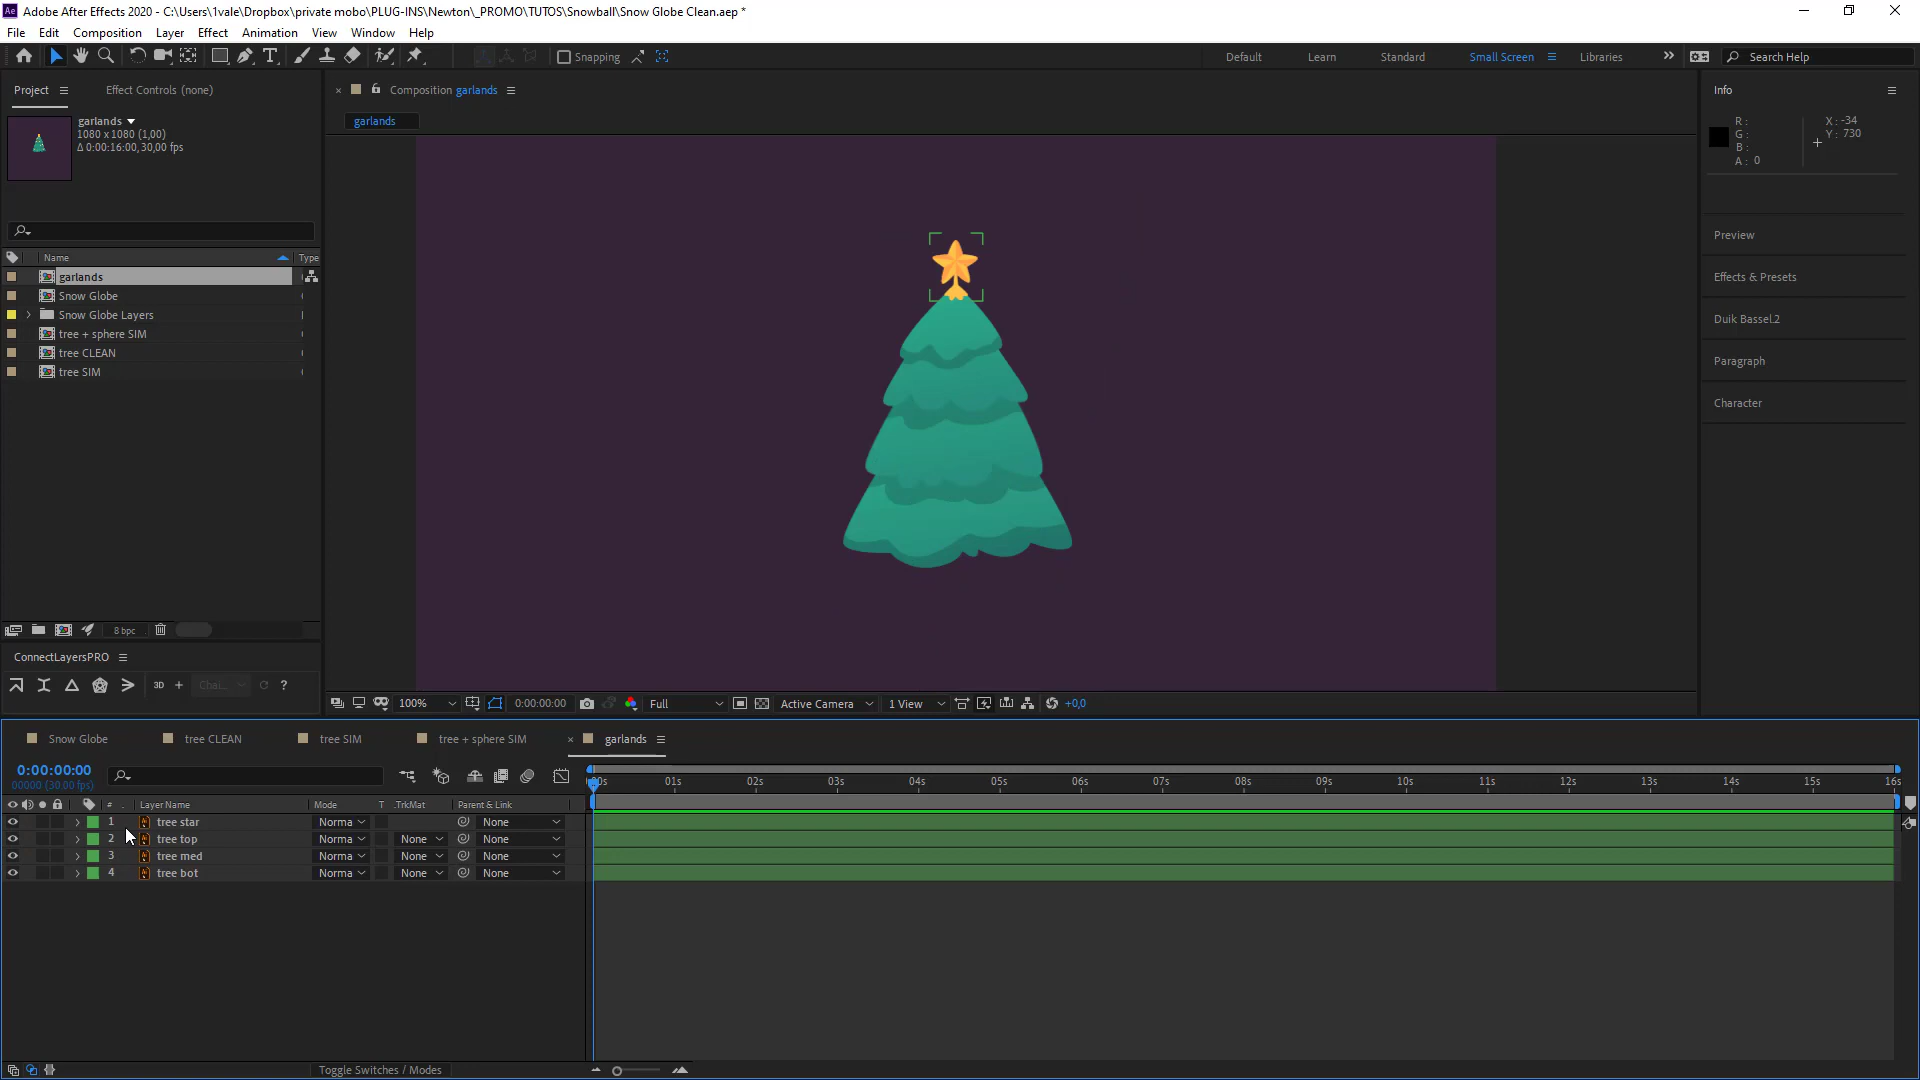 Adobe After Effects 2020 - C:\Users\1vale\Dropbox\private mobo\PLUG-INS\Newton\_PROMO\TUTOS\Snowball\Snow Globe Clean.aep *
File Edit Composition Layer Effect Animation View Window Help
Snapping Default Learn Standard Small Screen Libraries Search Help
Project Effect Controls (none) Composition garlands Info
garlands
1080 x 1080 (1,00)
Δ 0:00:16:00, 30,00 fps
garlands
R :
G :
B :
A : 0
X : -34
Y : 730
Preview
Effects & Presets
Duik Bassel.2
Paragraph
Character
Name Type
garlands
Snow Globe
Snow Globe Layers
tree + sphere SIM
tree CLEAN
tree SIM
8 bpc
ConnectLayersPRO
3D + Chai... ?
100% 0:00:00:00 Full Active Camera 1 View +0,0
Snow Globe tree CLEAN tree SIM tree + sphere SIM garlands
0:00:00:00
00000 (30.00 fps)
:00s 01s 02s 03s 04s 05s 06s 07s 08s 09s 10s 11s 12s 13s 14s 15s 16s
# Layer Name Mode T .TrkMat Parent & Link
1 tree star Norma None
2 tree top Norma None None
3 tree med Norma None None
4 tree bot Norma None None
Toggle Switches / Modes